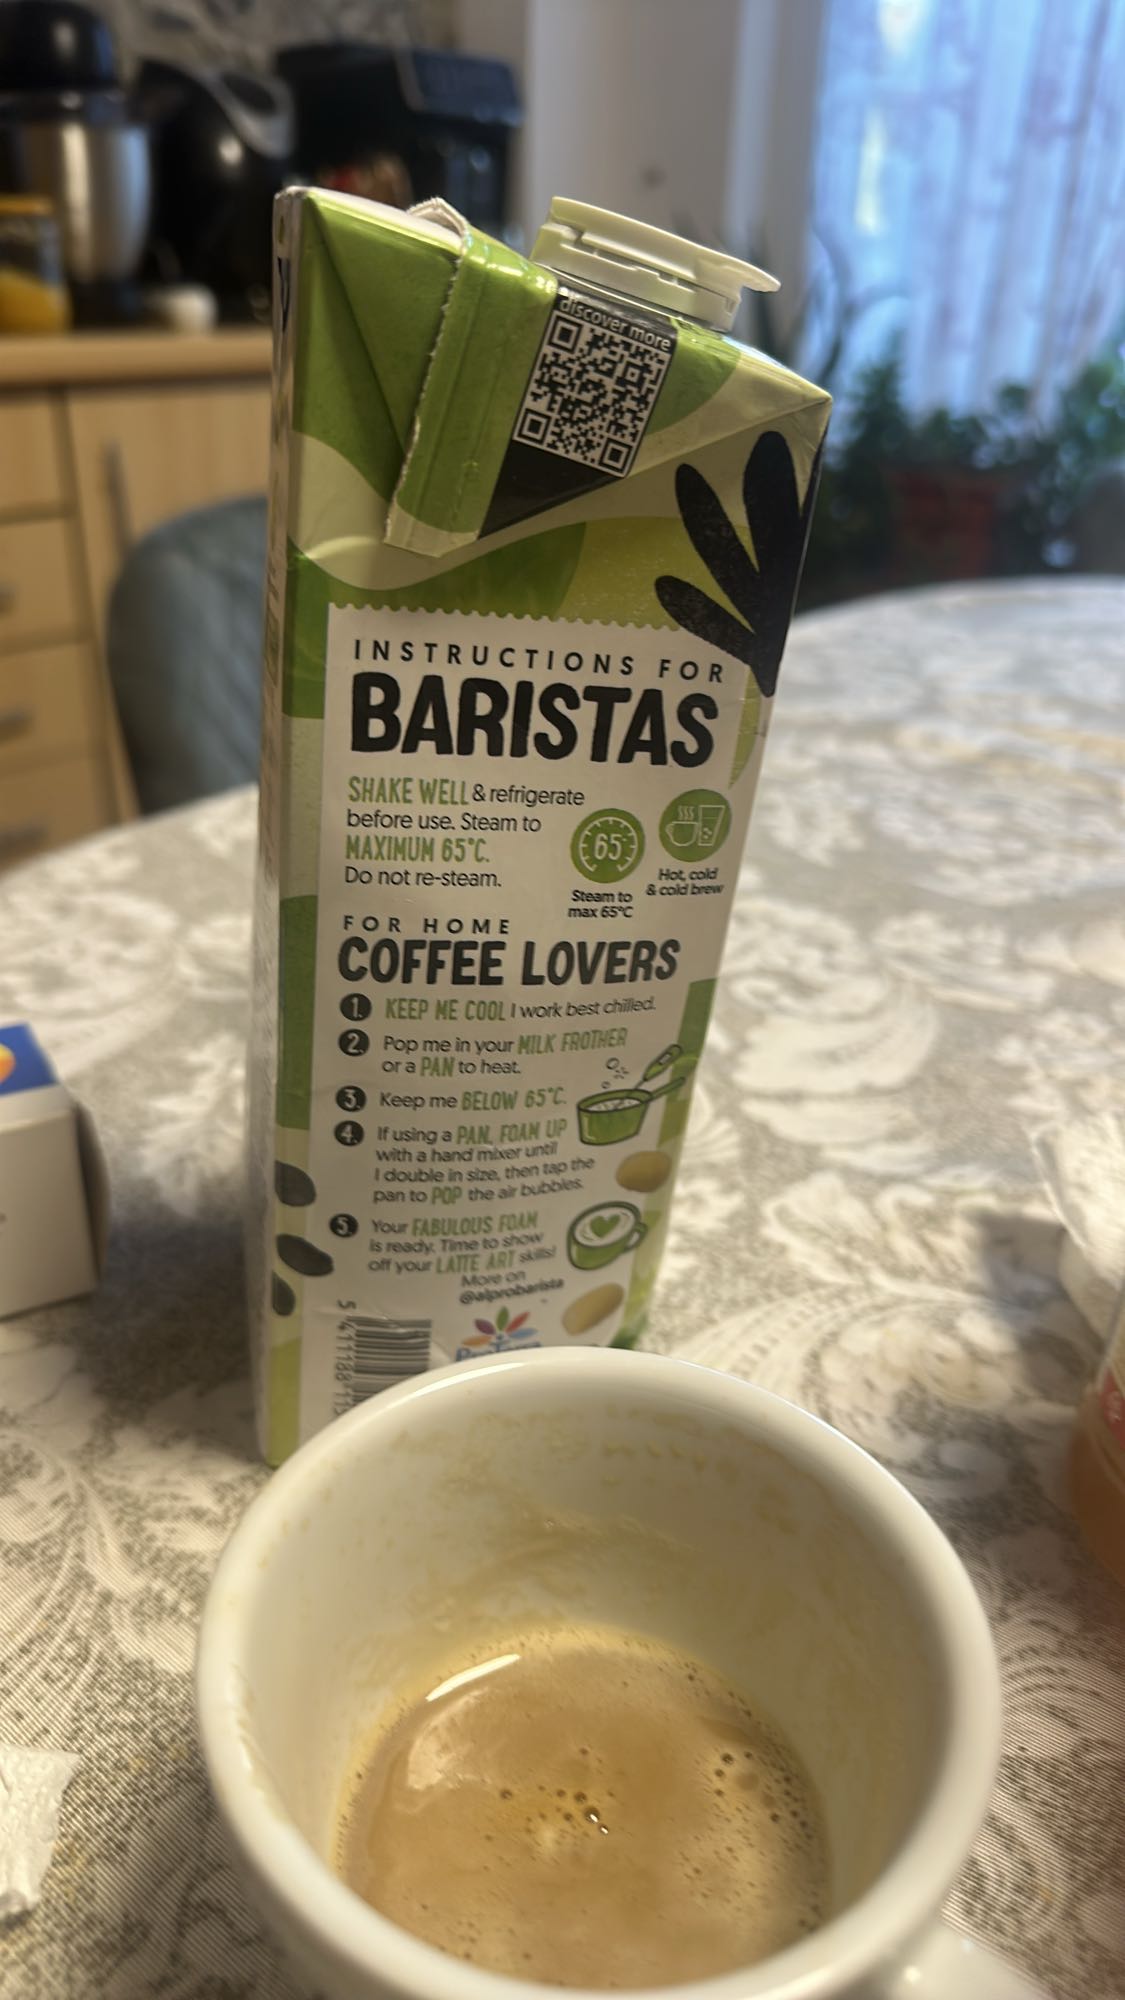 discover more
INSTRUCTIONS FOR
BARISTAS
SHAKE WELL & refrigerate
before use. Steam to
MAXIMUM 65°C.
Do not re-steam.
65°
Steam to
max 65°C
Hot, cold
& cold brew
FOR HOME
COFFEE LOVERS
1. KEEP ME COOL I work best chilled.
2. Pop me in your MILK FROTHER
or a PAN to heat.
3. Keep me BELOW 65°C.
4. If using a PAN, FOAM UP
with a hand mixer until
I double in size, then tap the
pan to POP the air bubbles.
5. Your FABULOUS FOAM
is ready. Time to show
off your LATTE ART skills!
More on
@alprobarista
5 411188 11